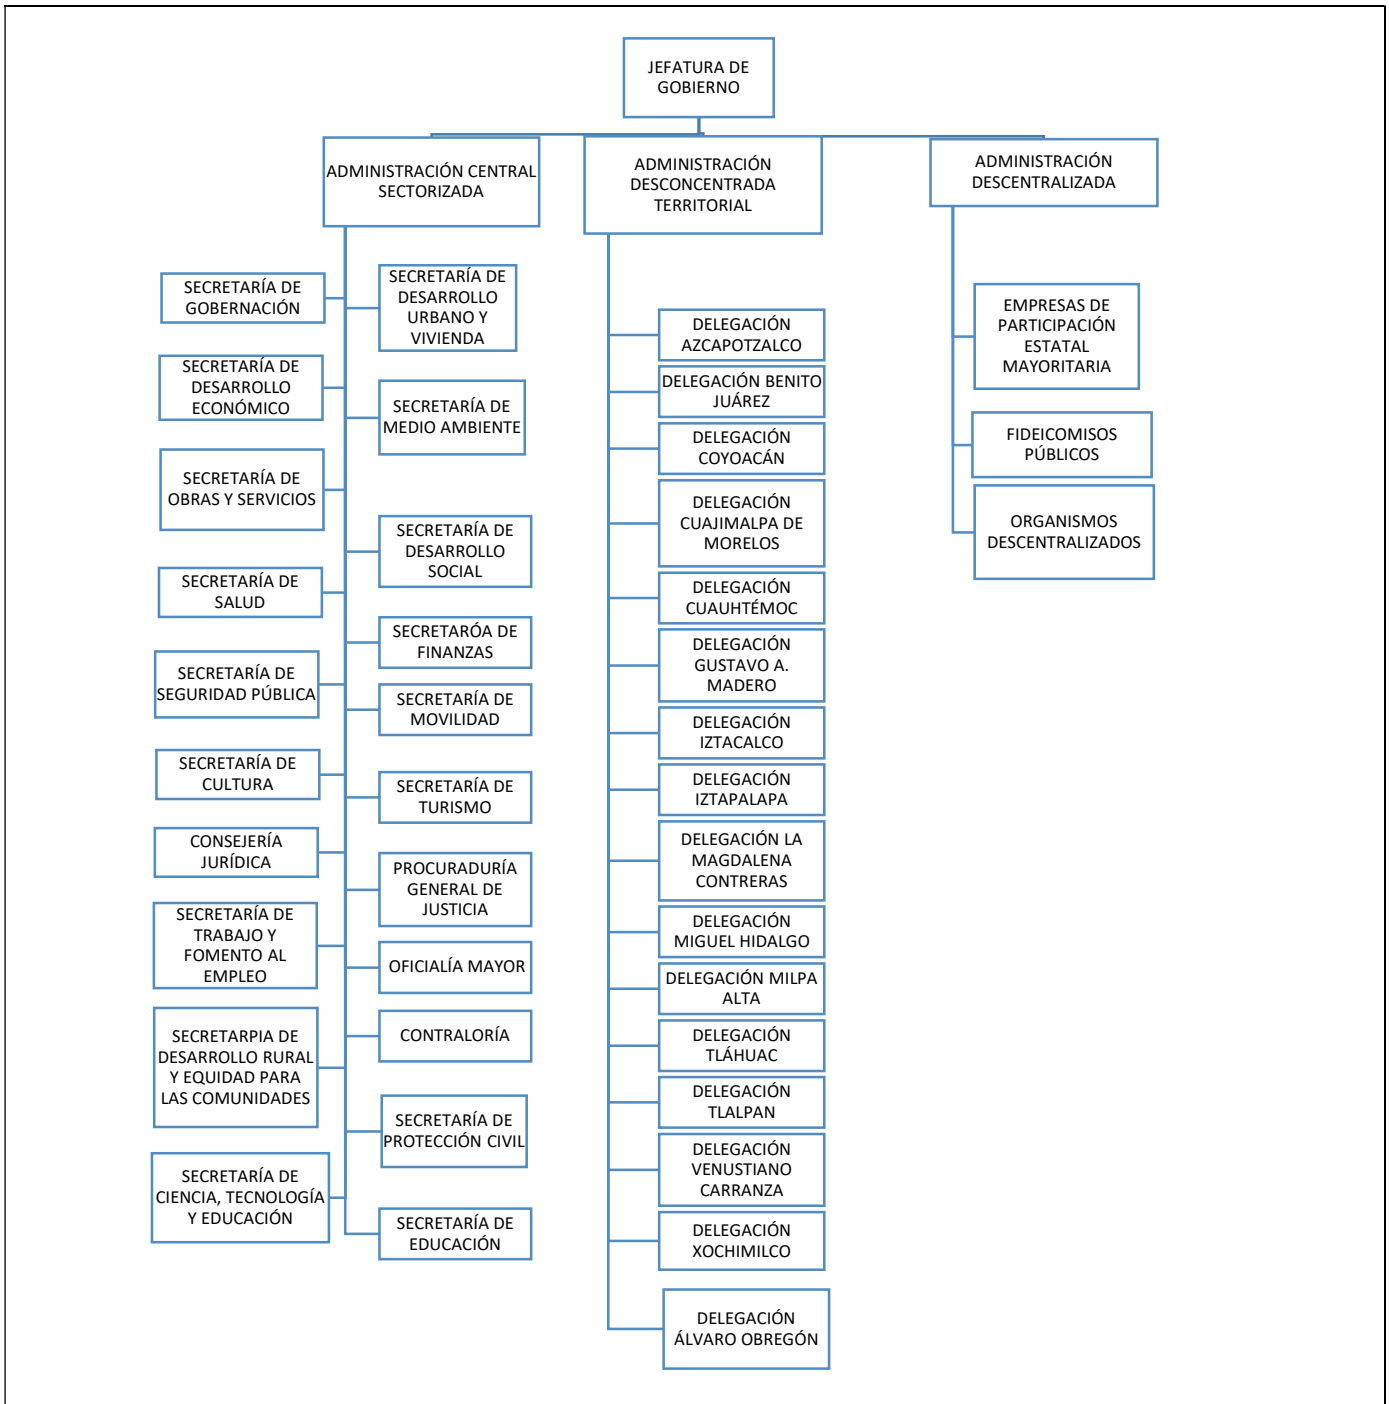 JEFATURA DE
GOBIERNO
ADMINISTRACIÓN CENTRAL
SECTORIZADA
SECRETARÍA DE
GOBERNACIÓN
SECRETARÍA DE
DESARROLLO
URBANO Y
VIVIENDA
SECRETARÍA DE
DESARROLLO
ECONÓMICO
SECRETARÍA DE
MEDIO AMBIENTE
SECRETARÍA DE
OBRAS Y SERVICIOS
SECRETARÍA DE
DESARROLLO
SOCIAL
SECRETARÍA DE
SALUD
SECRETARÓA DE
FINANZAS
SECRETARÍA DE
SEGURIDAD PÚBLICA
SECRETARÍA DE
MOVILIDAD
SECRETARÍA DE
CULTURA
SECRETARÍA DE
TURISMO
CONSEJERÍA
JURÍDICA
PROCURADURÍA
GENERAL DE
JUSTICIA
SECRETARÍA DE
TRABAJO Y
FOMENTO AL
EMPLEO
OFICIALÍA MAYOR
SECRETARPIA DE
DESARROLLO RURAL
Y EQUIDAD PARA
LAS COMUNIDADES
CONTRALORÍA
SECRETARÍA DE
PROTECCIÓN CIVIL
SECRETARÍA DE
CIENCIA, TECNOLOGÍA
Y EDUCACIÓN
SECRETARÍA DE
EDUCACIÓN
ADMINISTRACIÓN
DESCONCENTRADA
TERRITORIAL
DELEGACIÓN
AZCAPOTZALCO
DELEGACIÓN BENITO
JUÁREZ
DELEGACIÓN
COYOACÁN
DELEGACIÓN
CUAJIMALPA DE
MORELOS
DELEGACIÓN
CUAUHTÉMOC
DELEGACIÓN
GUSTAVO A.
MADERO
DELEGACIÓN
IZTACALCO
DELEGACIÓN
IZTAPALAPA
DELEGACIÓN LA
MAGDALENA
CONTRERAS
DELEGACIÓN
MIGUEL HIDALGO
DELEGACIÓN MILPA
ALTA
DELEGACIÓN
TLÁHUAC
DELEGACIÓN
TLALPAN
DELEGACIÓN
VENUSTIANO
CARRANZA
DELEGACIÓN
XOCHIMILCO
DELEGACIÓN
ÁLVARO OBREGÓN
ADMINISTRACIÓN
DESCENTRALIZADA
EMPRESAS DE
PARTICIPACIÓN
ESTATAL
MAYORITARIA
FIDEICOMISOS
PÚBLICOS
ORGANISMOS
DESCENTRALIZADOS